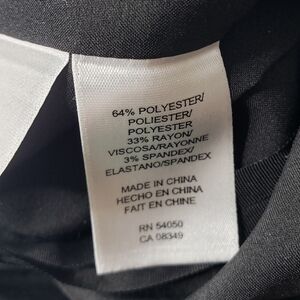 64% POLYESTER/
POLIESTER/
POLYESTER
33% RAYON/
VISCOSA/RAYONNE
3% SPANDEX/
ELASTANO/SPANDEX
MADE IN CHINA
HECHO EN CHINA
FAIT EN CHINE
RN 54050
CA 08349